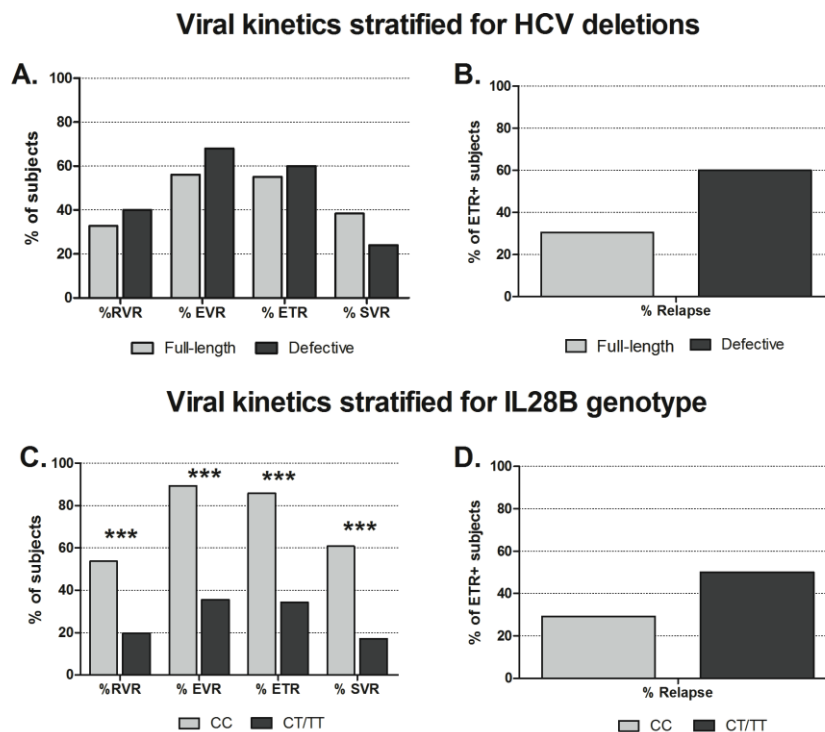 Viral kinetics stratified for HCV deletions
A.
% of subjects
100
80
60
40
20
0
%RVR % EVR % ETR % SVR
Full-length Defective
B.
% of ETR+ subjects
100
80
60
40
20
0
% Relapse
Full-length Defective
Viral kinetics stratified for IL28B genotype
C.
% of subjects
100
80
60
40
20
0
*** *** *** ***
%RVR % EVR % ETR % SVR
CC CT/TT
D.
% of ETR+ subjects
100
80
60
40
20
0
% Relapse
CC CT/TT